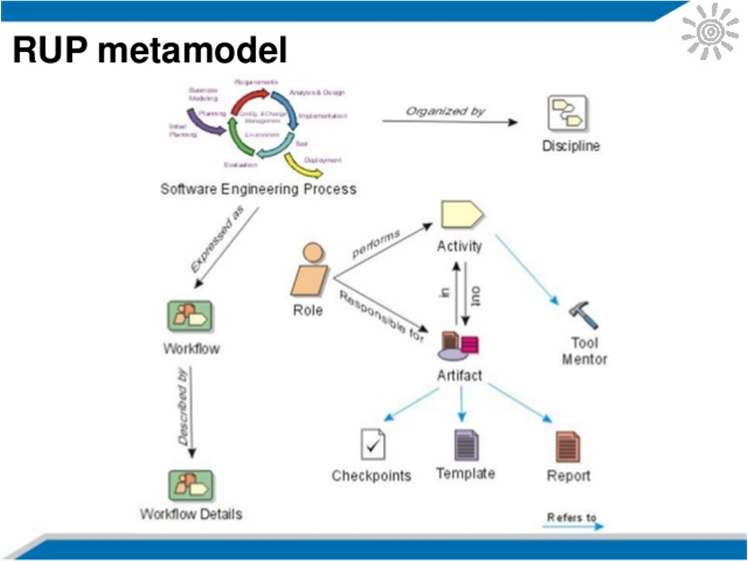 RUP metamodel
Business
Modeling
Requirements
Analysis & Design
Planning
Config. & Change
Management
Implementation
Initial
Planning
Environment
Test
Evaluation
Deployment
Software Engineering Process
Organized by
Discipline
Expressed as
performs
Activity
Role
Responsible for
in
out
Workflow
Artifact
Tool
Mentor
Described by
Checkpoints
Template
Report
Workflow Details
Refers to